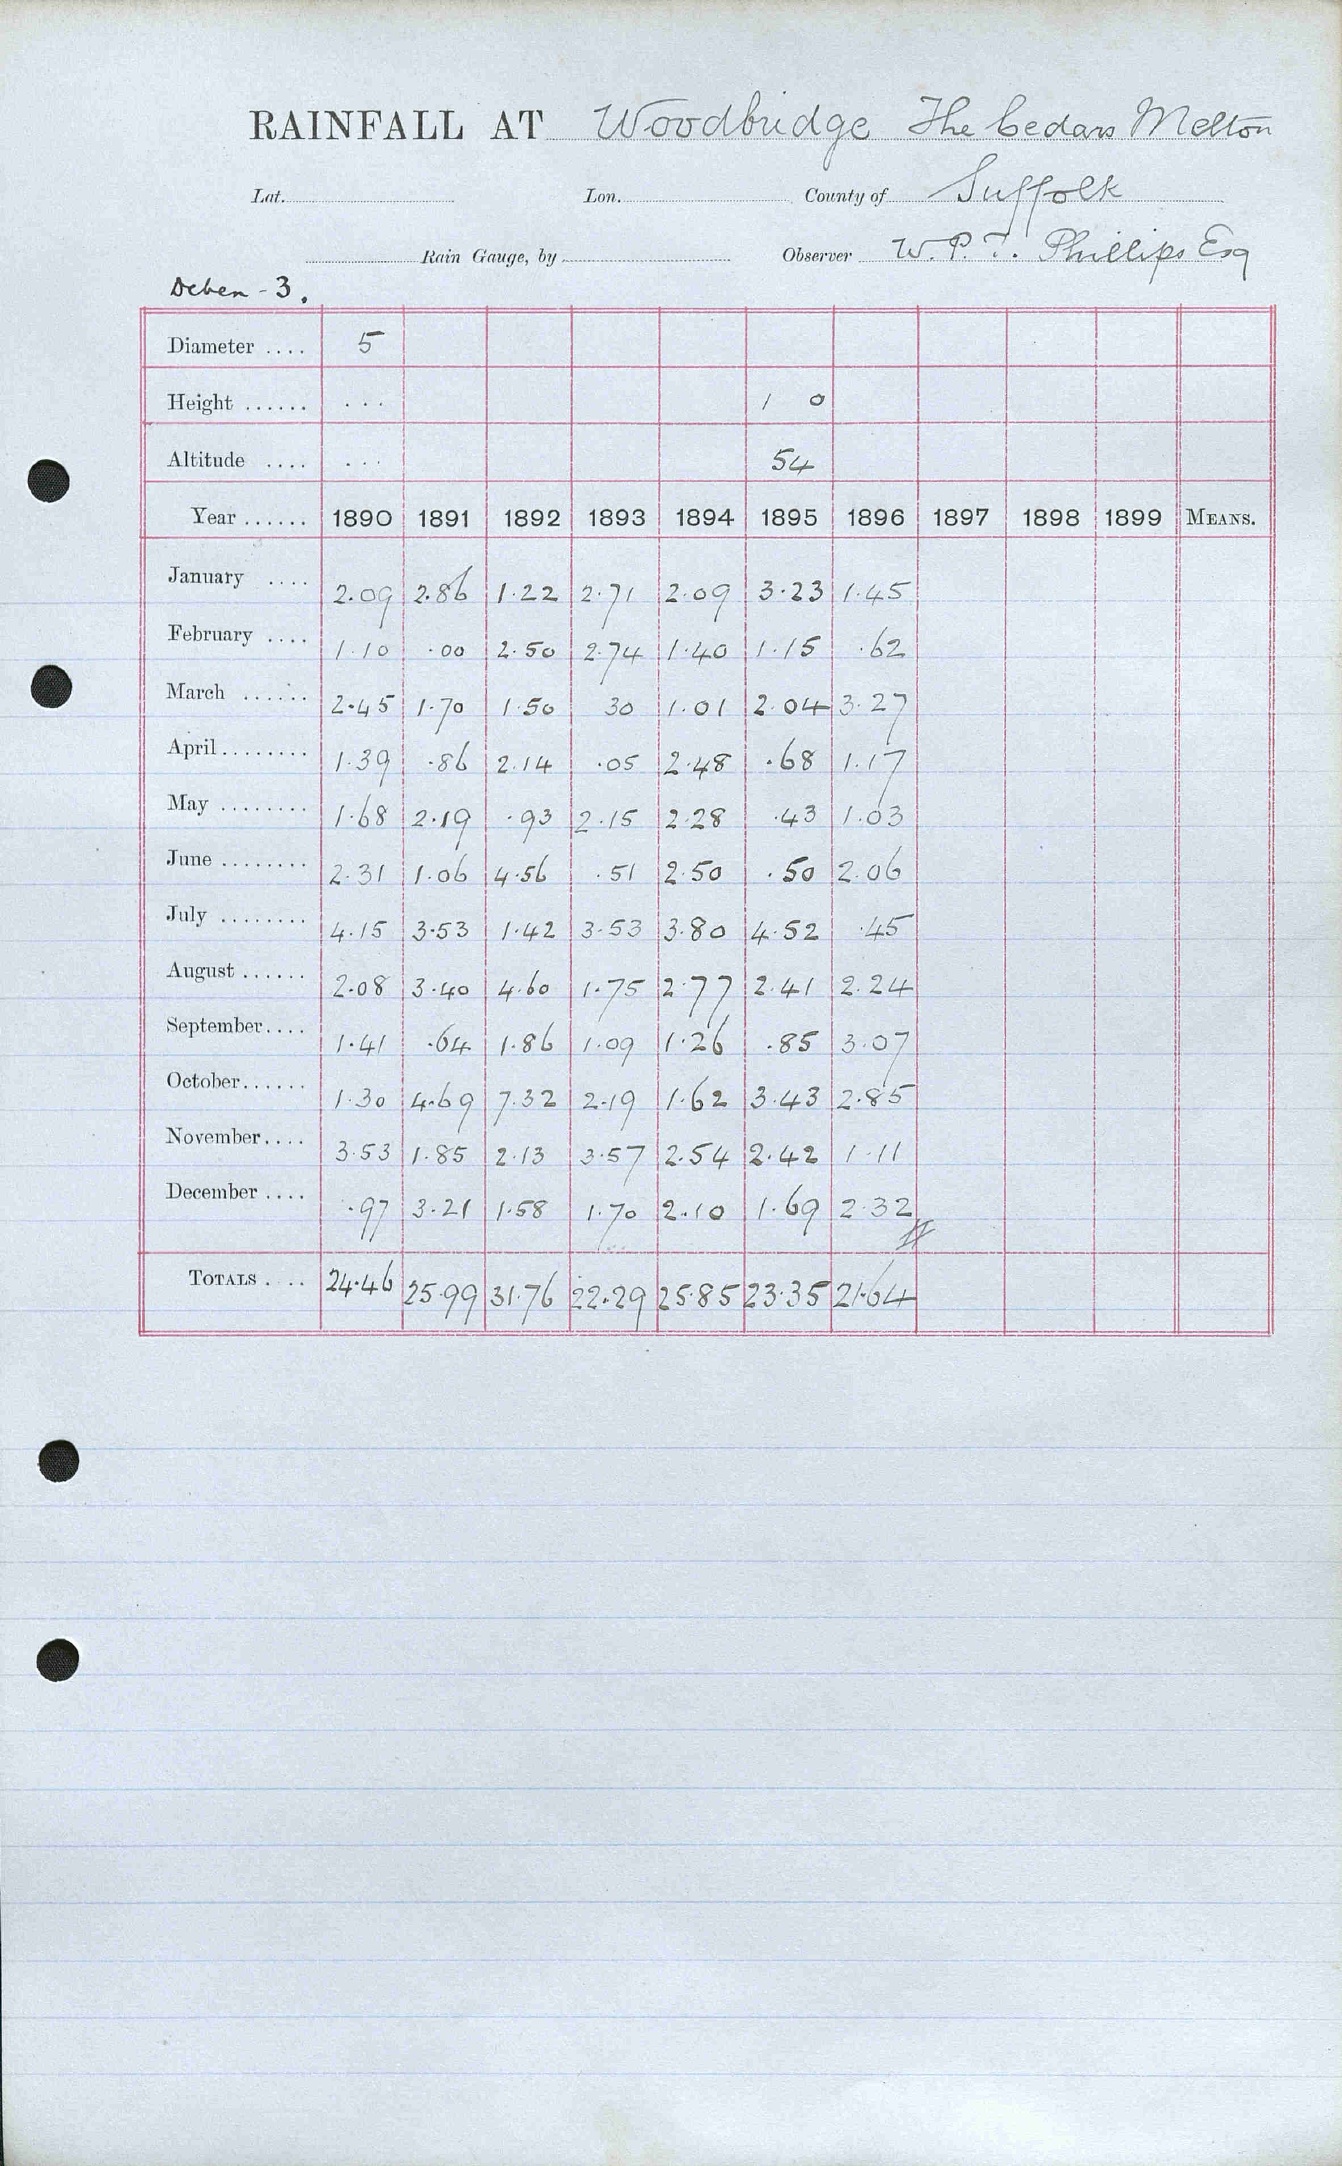 RAINFALL AT Woodbridge The Cedars Melton
Lat. Lon. County of Suffolk
Rain Gauge, by Observer W. P. T. Phillips Esq
Deben - 3.
Diameter .... 5
Height ...... ... 1 0
Altitude .... ... 54
Year ...... 1890 1891 1892 1893 1894 1895 1896 1897 1898 1899 MEANS.
January .... 2.09 2.86 1.22 2.71 2.09 3.23 1.45
February .... 1.10 .00 2.50 2.74 1.40 1.15 .62
March ...... 2.45 1.70 1.50 30 1.01 2.04 3.27
April ........ 1.39 .86 2.14 .05 2.48 .68 1.17
May ........ 1.68 2.19 .93 2.15 2.28 .43 1.03
June ........ 2.31 1.06 4.56 .51 2.50 .50 2.06
July ........ 4.15 3.53 1.42 3.53 3.80 4.52 .45
August ...... 2.08 3.40 4.60 1.75 2.77 2.41 2.24
September.... 1.41 .64 1.86 1.09 1.26 .85 3.07
October...... 1.30 4.69 7.32 2.19 1.62 3.43 2.85
November.... 3.53 1.85 2.13 3.57 2.54 2.42 1.11
December .... .97 3.21 1.58 1.70 2.10 1.69 2.32
TOTALS . .. 24.46 25.99 31.76 22.29 25.85 23.35 21.64